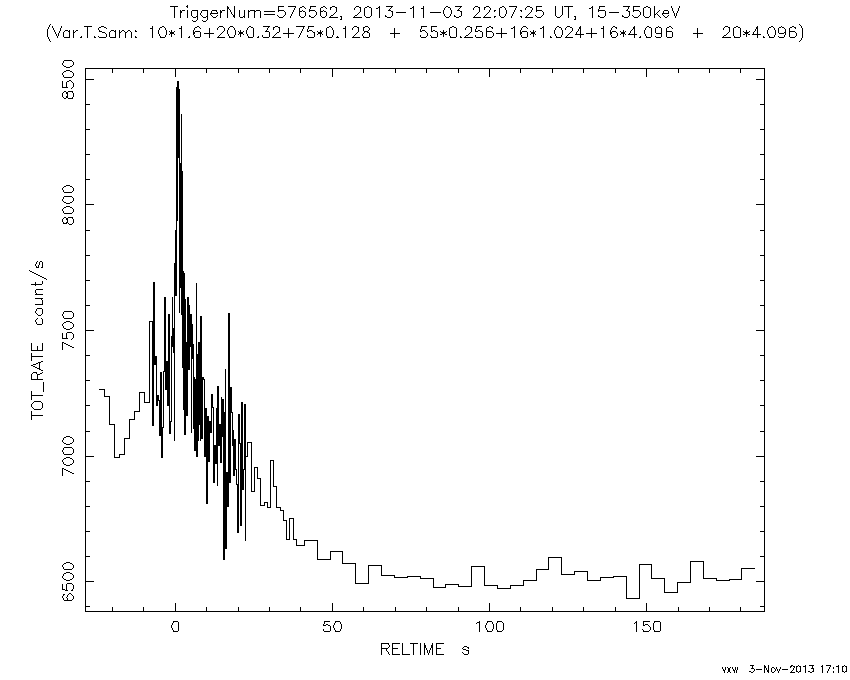 TriggerNum=576562, 2013-11-03 22:07:25 UT, 15-350keV
(Var.T.Sam: 10*1.6+20*0.32+75*0.128 + 55*0.256+16*1.024+16*4.096 + 20*4.096)
8500
8000
7500
7000
6500
TOT_RATE count/s
0 50 100 150
RELTIME s
vxw 3-Nov-2013 17:10